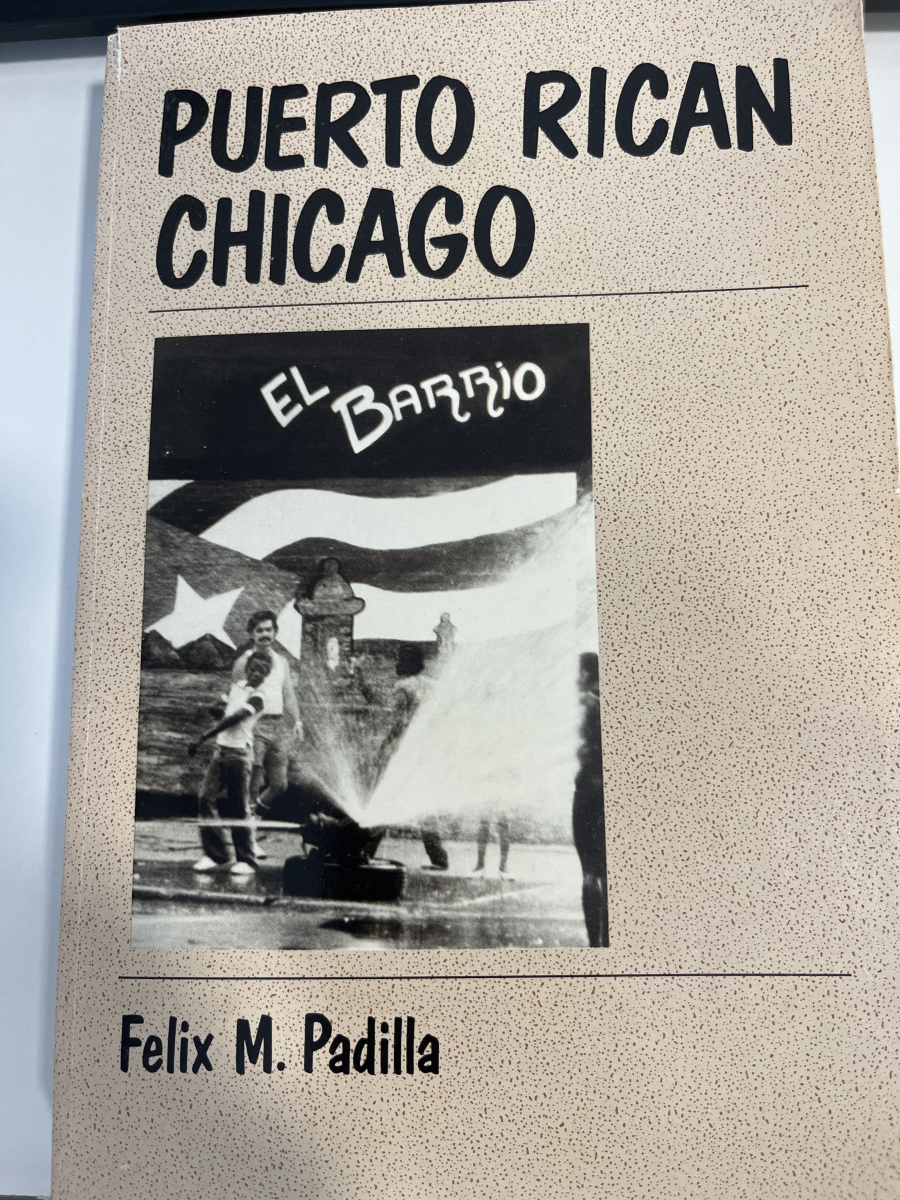 PUERTO RICAN
CHICAGO
EL BARRiO
Felix M. Padilla